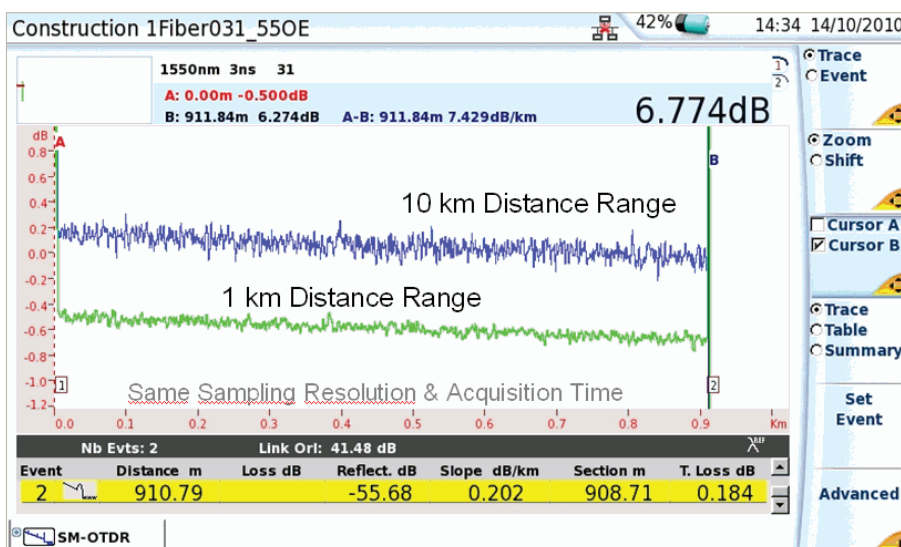 Construction 1Fiber031_55OE
42%
14:34 14/10/2010
1550nm 3ns 31
A: 0.00m -0.500dB
B: 911.84m 6.274dB A-B: 911.84m 7.429dB/km
6.774dB
1
2
Trace
Event
Zoom
Shift
Cursor A
Cursor B
Trace
Table
Summary
Set
Event
Advanced
dB
A
B
0.8
0.6
0.4
0.2
0.0
-0.2
-0.4
-0.6
-0.8
-1.0
-1.2
10 km Distance Range
1 km Distance Range
1
2
Same Sampling Resolution & Acquisition Time
0.0 0.1 0.2 0.3 0.4 0.5 0.6 0.7 0.8 0.9 Km
Nb Evts: 2 Link Orl: 41.48 dB
Event Distance m Loss dB Reflect. dB Slope dB/km Section m T. Loss dB
2 910.79 -55.68 0.202 908.71 0.184
SM-OTDR